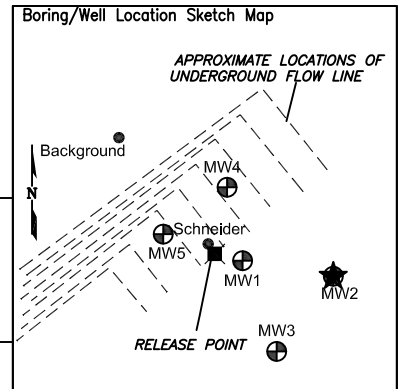 Boring/Well Location Sketch Map
APPROXIMATE LOCATIONS OF
UNDERGROUND FLOW LINE
Background
MW4
N
Schneider
MW5
MW1
MW2
MW3
RELEASE POINT